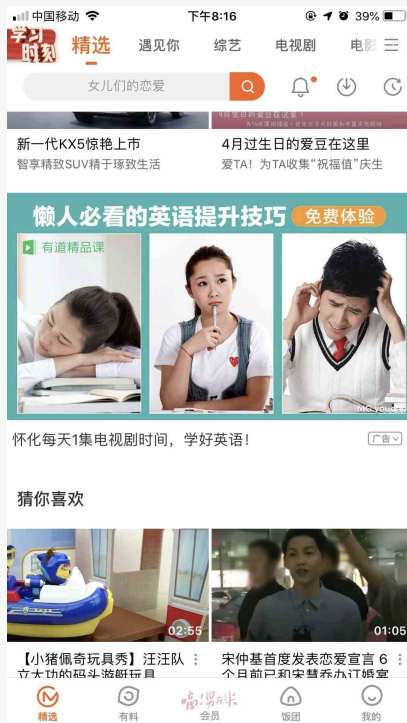 中国移动
下午8:16
39%
学习
时刻
精选
遇见你
综艺
电视剧
电影
女儿们的恋爱
新一代KX5惊艳上市
智享精致SUV精于琢致生活
4月过生日的爱豆在这里
爱TA！为TA收集“祝福值”庆生
懒人必看的英语提升技巧
免费体验
有道精品课
怀化每天1集电视剧时间，学好英语！
广告
猜你喜欢
02:55
01:05
【小猪佩奇玩具秀】汪汪队
立大功的码头游艇玩具
宋仲基首度发表恋爱宣言 6
个月前已和宋慧乔办婚宴
精选
有料
会员
饭团
我的